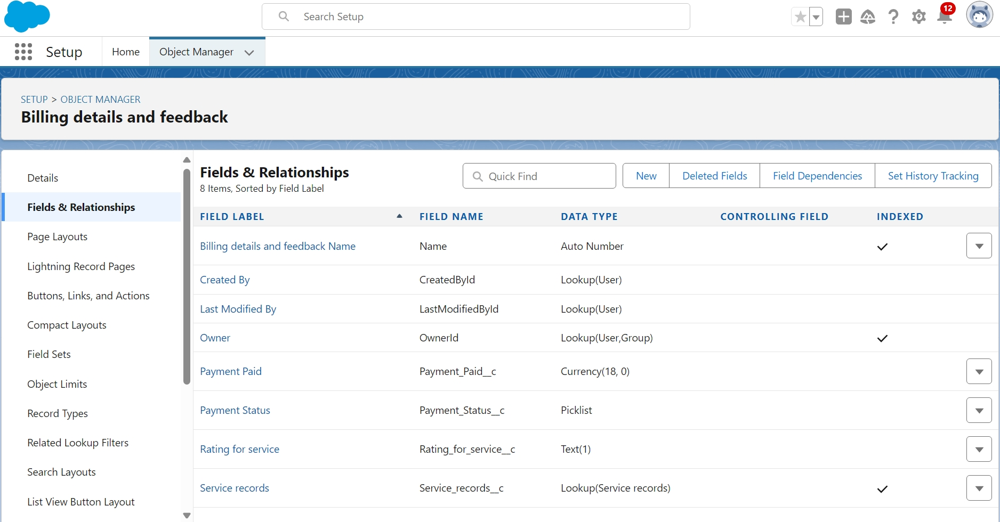 Search Setup
12
Setup
Home
Object Manager
SETUP > OBJECT MANAGER
Billing details and feedback
Details
Fields & Relationships
Page Layouts
Lightning Record Pages
Buttons, Links, and Actions
Compact Layouts
Field Sets
Object Limits
Record Types
Related Lookup Filters
Search Layouts
List View Button Layout
Fields & Relationships
8 Items, Sorted by Field Label
Quick Find
New
Deleted Fields
Field Dependencies
Set History Tracking
FIELD LABEL FIELD NAME DATA TYPE CONTROLLING FIELD INDEXED
Billing details and feedback Name Name Auto Number
Created By CreatedById Lookup(User)
Last Modified By LastModifiedById Lookup(User)
Owner OwnerId Lookup(User,Group)
Payment Paid Payment_Paid__c Currency(18, 0)
Payment Status Payment_Status__c Picklist
Rating for service Rating_for_service__c Text(1)
Service records Service_records__c Lookup(Service records)